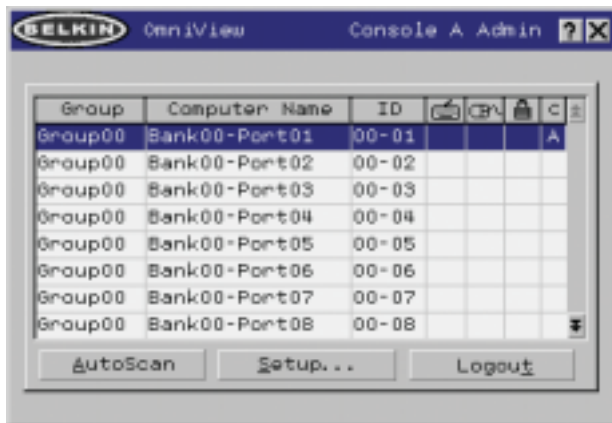 BELKIN OmniView Console A Admin ? X
Group Computer Name ID C
Group00 Bank00-Port01 00-01 A
Group00 Bank00-Port02 00-02
Group00 Bank00-Port03 00-03
Group00 Bank00-Port04 00-04
Group00 Bank00-Port05 00-05
Group00 Bank00-Port06 00-06
Group00 Bank00-Port07 00-07
Group00 Bank00-Port08 00-08
AutoScan Setup... Logout